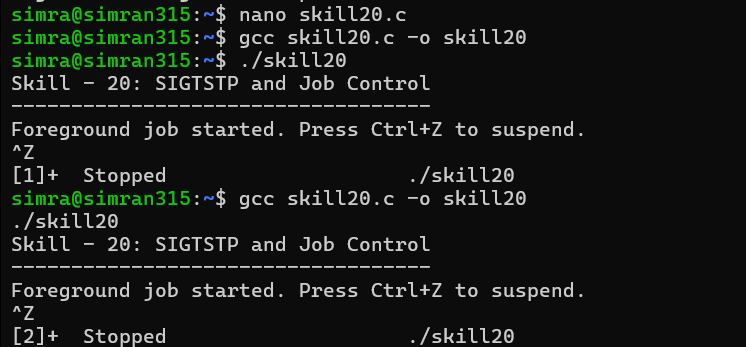 simra@simran315:~$ nano skill20.c
simra@simran315:~$ gcc skill20.c -o skill20
simra@simran315:~$ ./skill20
Skill - 20: SIGTSTP and Job Control
-----------------------------------
Foreground job started. Press Ctrl+Z to suspend.
^Z
[1]+  Stopped                    ./skill20
simra@simran315:~$ gcc skill20.c -o skill20
./skill20
Skill - 20: SIGTSTP and Job Control
-----------------------------------
Foreground job started. Press Ctrl+Z to suspend.
^Z
[2]+  Stopped                    ./skill20